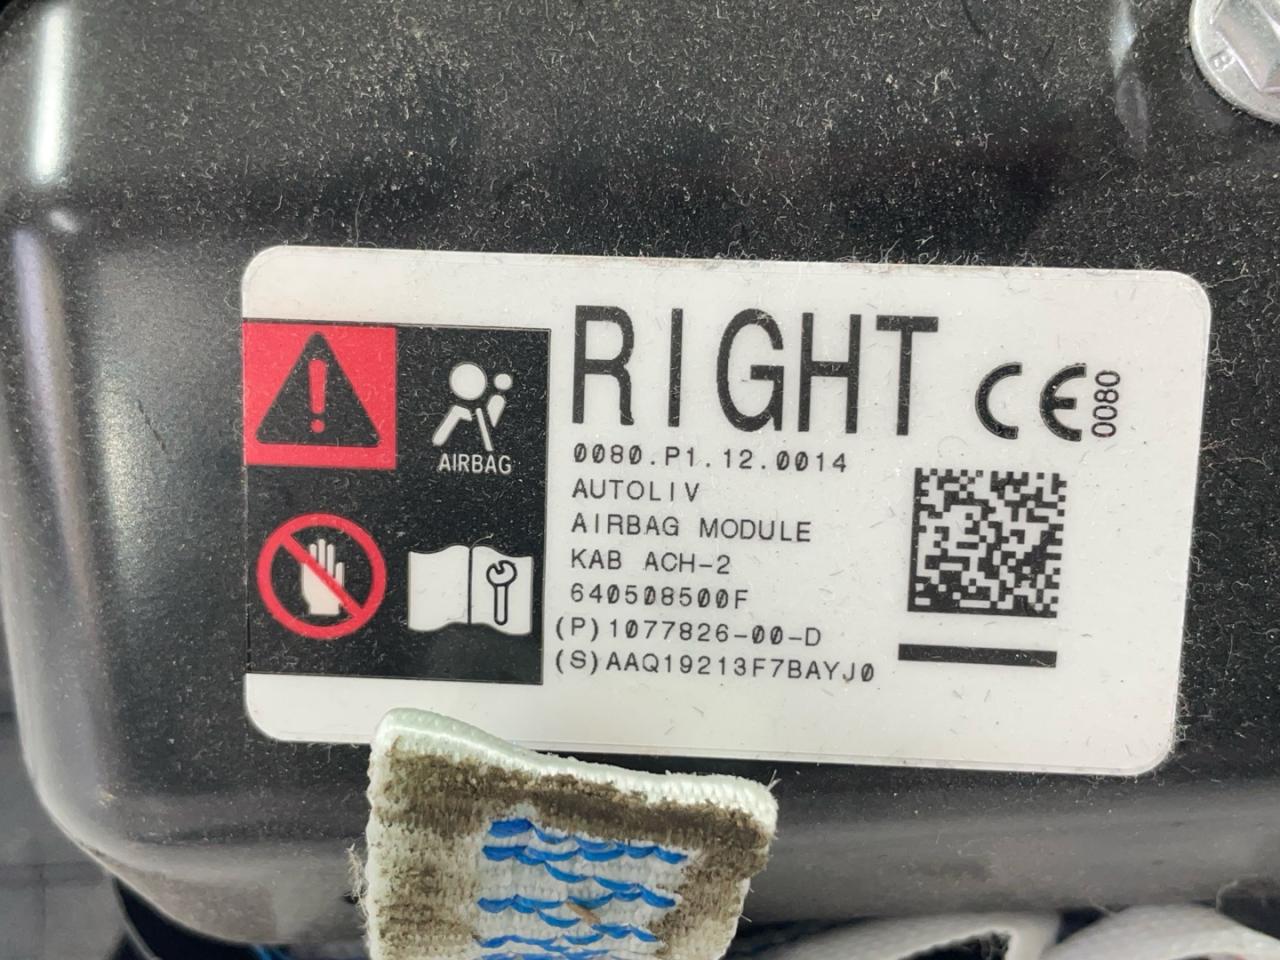 RIGHT
CE 0080
0080.P1.12.0014
AUTOLIV
AIRBAG MODULE
KAB ACH-2
640508500F
(P)1077826-00-D
(S)AAQ19213F7BAYJ0
AIRBAG
B